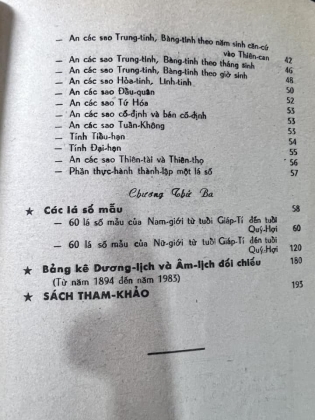 — An các sao Trung-tinh, Bàng-tinh theo năm sinh căn-cứ
vào Thiên-can 42
— An các sao Trung-tinh, Bàng-tinh theo tháng sinh 46
— An các sao Trung-tinh, Bàng-tinh theo giờ sinh 48
— An các sao Hỏa-tinh, Linh-tinh 50
— An các sao Đẩu-quân 52
— An các sao Tứ Hóa 53
— An các sao cố-định và bán cố-định 53
— An các sao Tuần-Không 53
— Tính Tiểu-hạn 54
— Tính Đại-hạn 55
— An các sao Thiên-tài và Thiên-thọ 56
— Phần thực-hành thành-lập một lá số 57
Chương Thứ Ba
★ Các lá số mẫu 58
— 60 lá số mẫu của Nam-giới từ tuổi Giáp-Tí đến tuổi
Quý-Hợi 60
— 60 lá số mẫu của Nữ-giới từ tuổi Giáp-Tí đến tuổi
Quý-Hợi 120
★ Bảng kê Dương-lịch và Âm-lịch đối chiếu 180
(Từ năm 1894 đến năm 1983)
★ SÁCH THAM-KHẢO 193